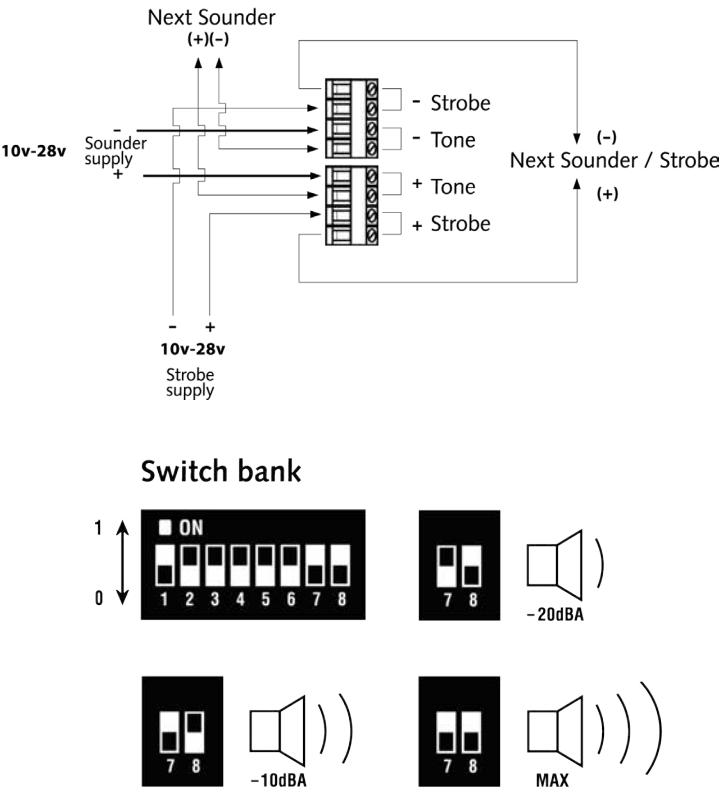 Next Sounder
(+)(–)
- Strobe
- Tone
+ Tone
+ Strobe
10v-28v
–
Sounder
supply
+
(–)
Next Sounder / Strobe
(+)
– +
10v-28v
Strobe
supply
Switch bank
1
0
ON
1 2 3 4 5 6 7 8
7 8
–20dBA
7 8
–10dBA
7 8
MAX